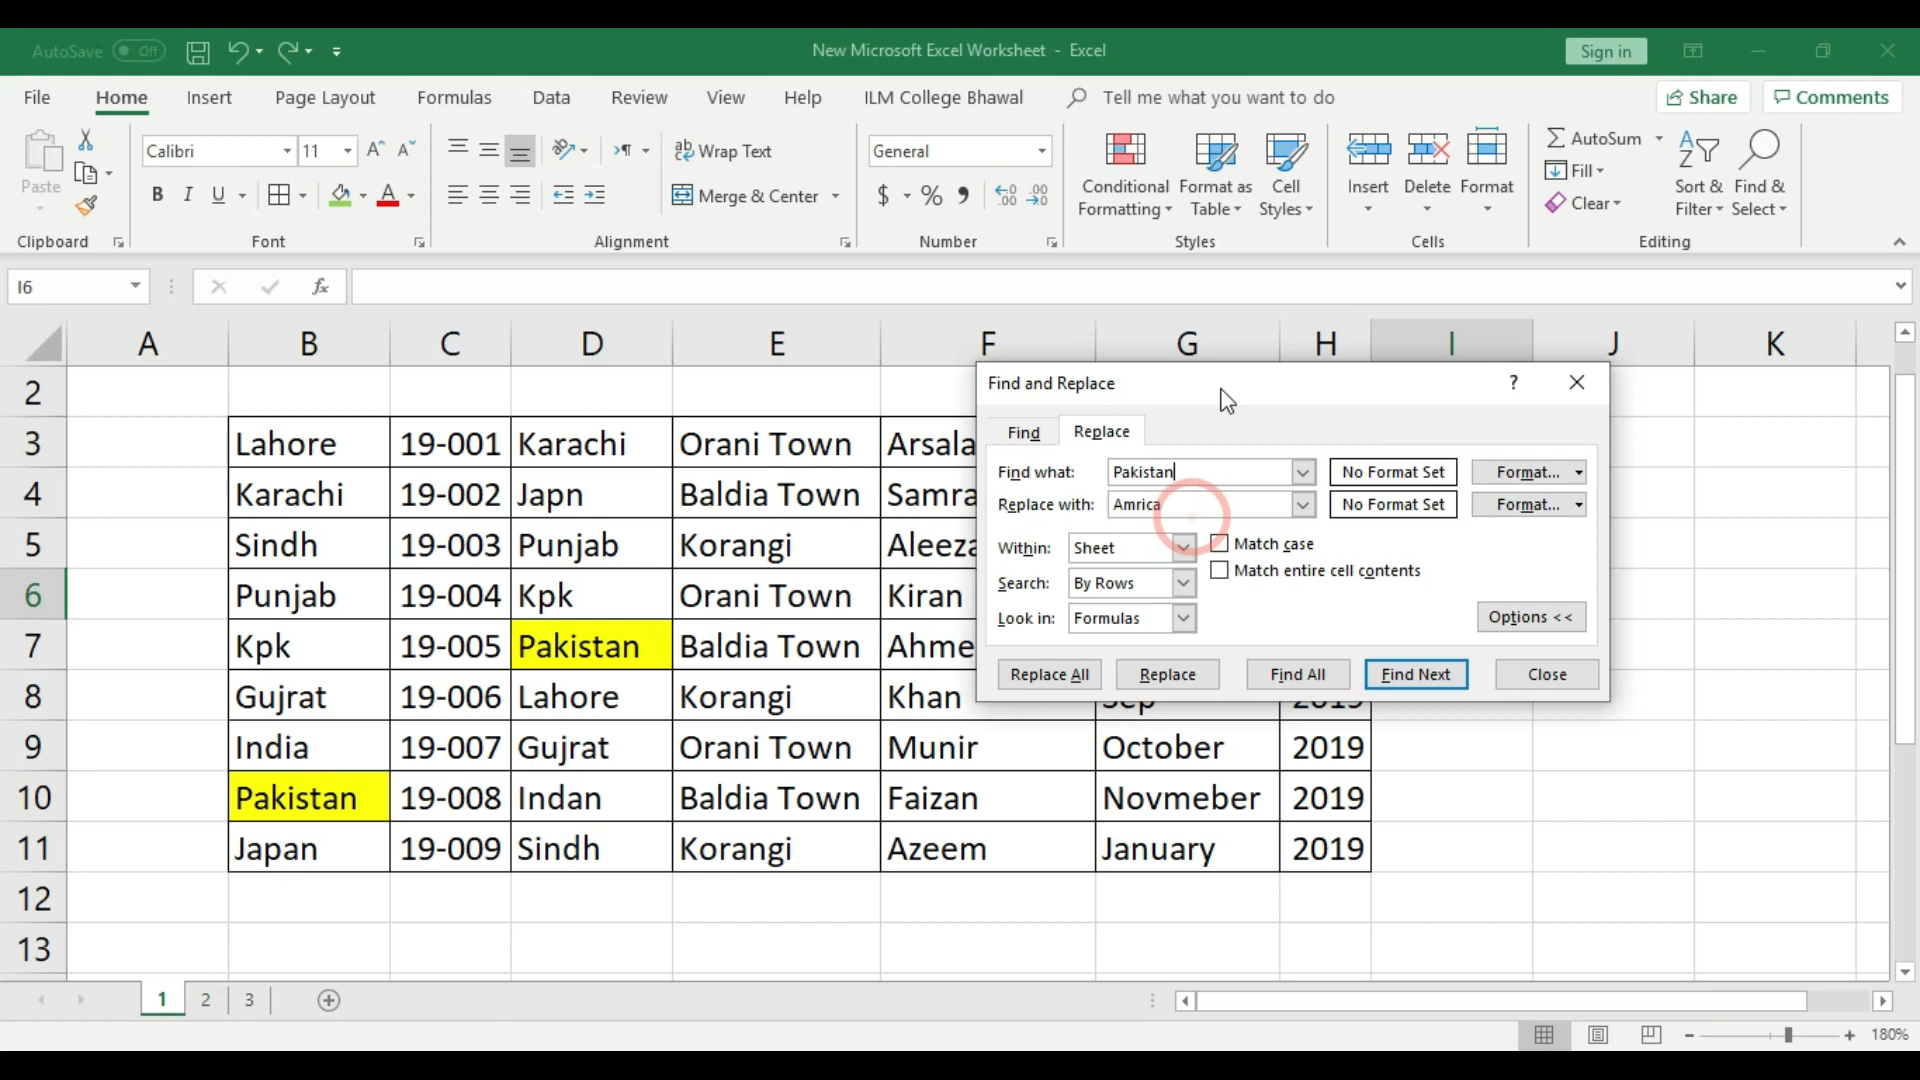 AutoSave Off New Microsoft Excel Worksheet - Excel Sign in
File Home Insert Page Layout Formulas Data Review View Help ILM College Bhawal Tell me what you want to do Share Comments
Paste Calibri 11 Wrap Text General Conditional Formatting Format as Table Cell Styles Insert Delete Format AutoSum Fill Clear Sort & Filter Find & Select
B I U Merge & Center $ % ,
Clipboard Font Alignment Number Styles Cells Editing
I6 fx
A B C D E F G H I J K
2
3 Lahore 19-001 Karachi Orani Town
4 Karachi 19-002 Japn Baldia Town
5 Sindh 19-003 Punjab Korangi
6 Punjab 19-004 Kpk Orani Town Kiran
7 Kpk 19-005 Pakistan Baldia Town
8 Gujrat 19-006 Lahore Korangi Khan
9 India 19-007 Gujrat Orani Town Munir October 2019
10 Pakistan 19-008 Indan Baldia Town Faizan Novmeber 2019
11 Japan 19-009 Sindh Korangi Azeem January 2019
12
13
Find and Replace ?
Find Replace
Find what: Pakistan No Format Set Format...
Replace with: Amrica No Format Set Format...
Within: Sheet Match case
Search: By Rows Match entire cell contents
Look in: Formulas Options <<
Replace All Replace Find All Find Next Close
1 2 3
180%